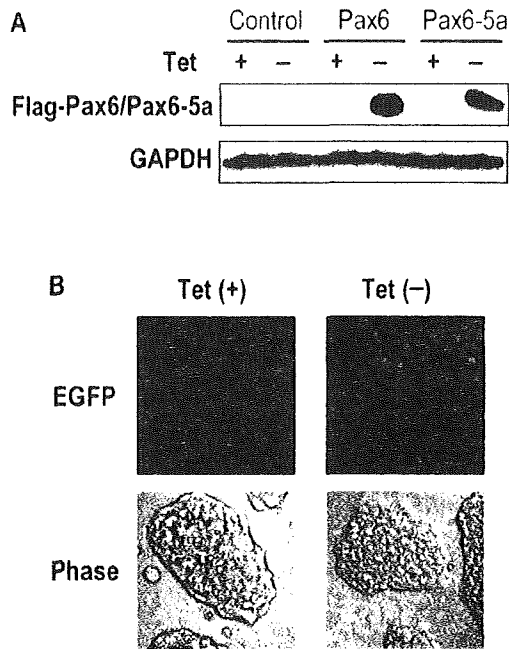 A
Control Pax6 Pax6-5a
Tet + – + – + –
Flag-Pax6/Pax6-5a
GAPDH
B
Tet (+) Tet (–)
EGFP
Phase